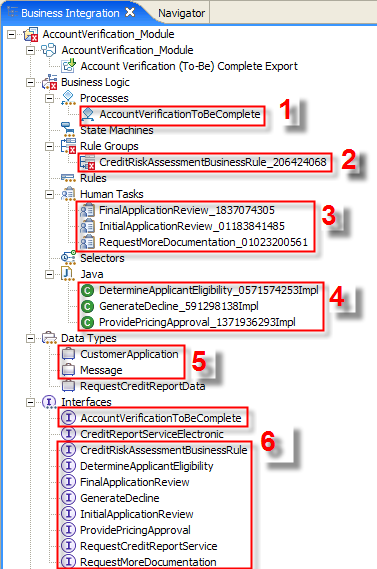 Business Integration
Navigator
AccountVerification_Module
AccountVerification_Module
Account Verification (To-Be) Complete Export
Business Logic
Processes
AccountVerificationToBeComplete
1
State Machines
Rule Groups
CreditRiskAssessmentBusinessRule_206424068
2
Rules
Human Tasks
FinalApplicationReview_1837074305
InitialApplicationReview_01183841485
3
RequestMoreDocumentation_01023200561
Selectors
Java
DetermineApplicantEligibility_0571574253Impl
GenerateDecline_591298138Impl
4
ProvidePricingApproval_1371936293Impl
Data Types
CustomerApplication
5
Message
RequestCreditReportData
Interfaces
AccountVerificationToBeComplete
CreditReportServiceElectronic
6
CreditRiskAssessmentBusinessRule
DetermineApplicantEligibility
FinalApplicationReview
GenerateDecline
InitialApplicationReview
ProvidePricingApproval
RequestCreditReportService
RequestMoreDocumentation